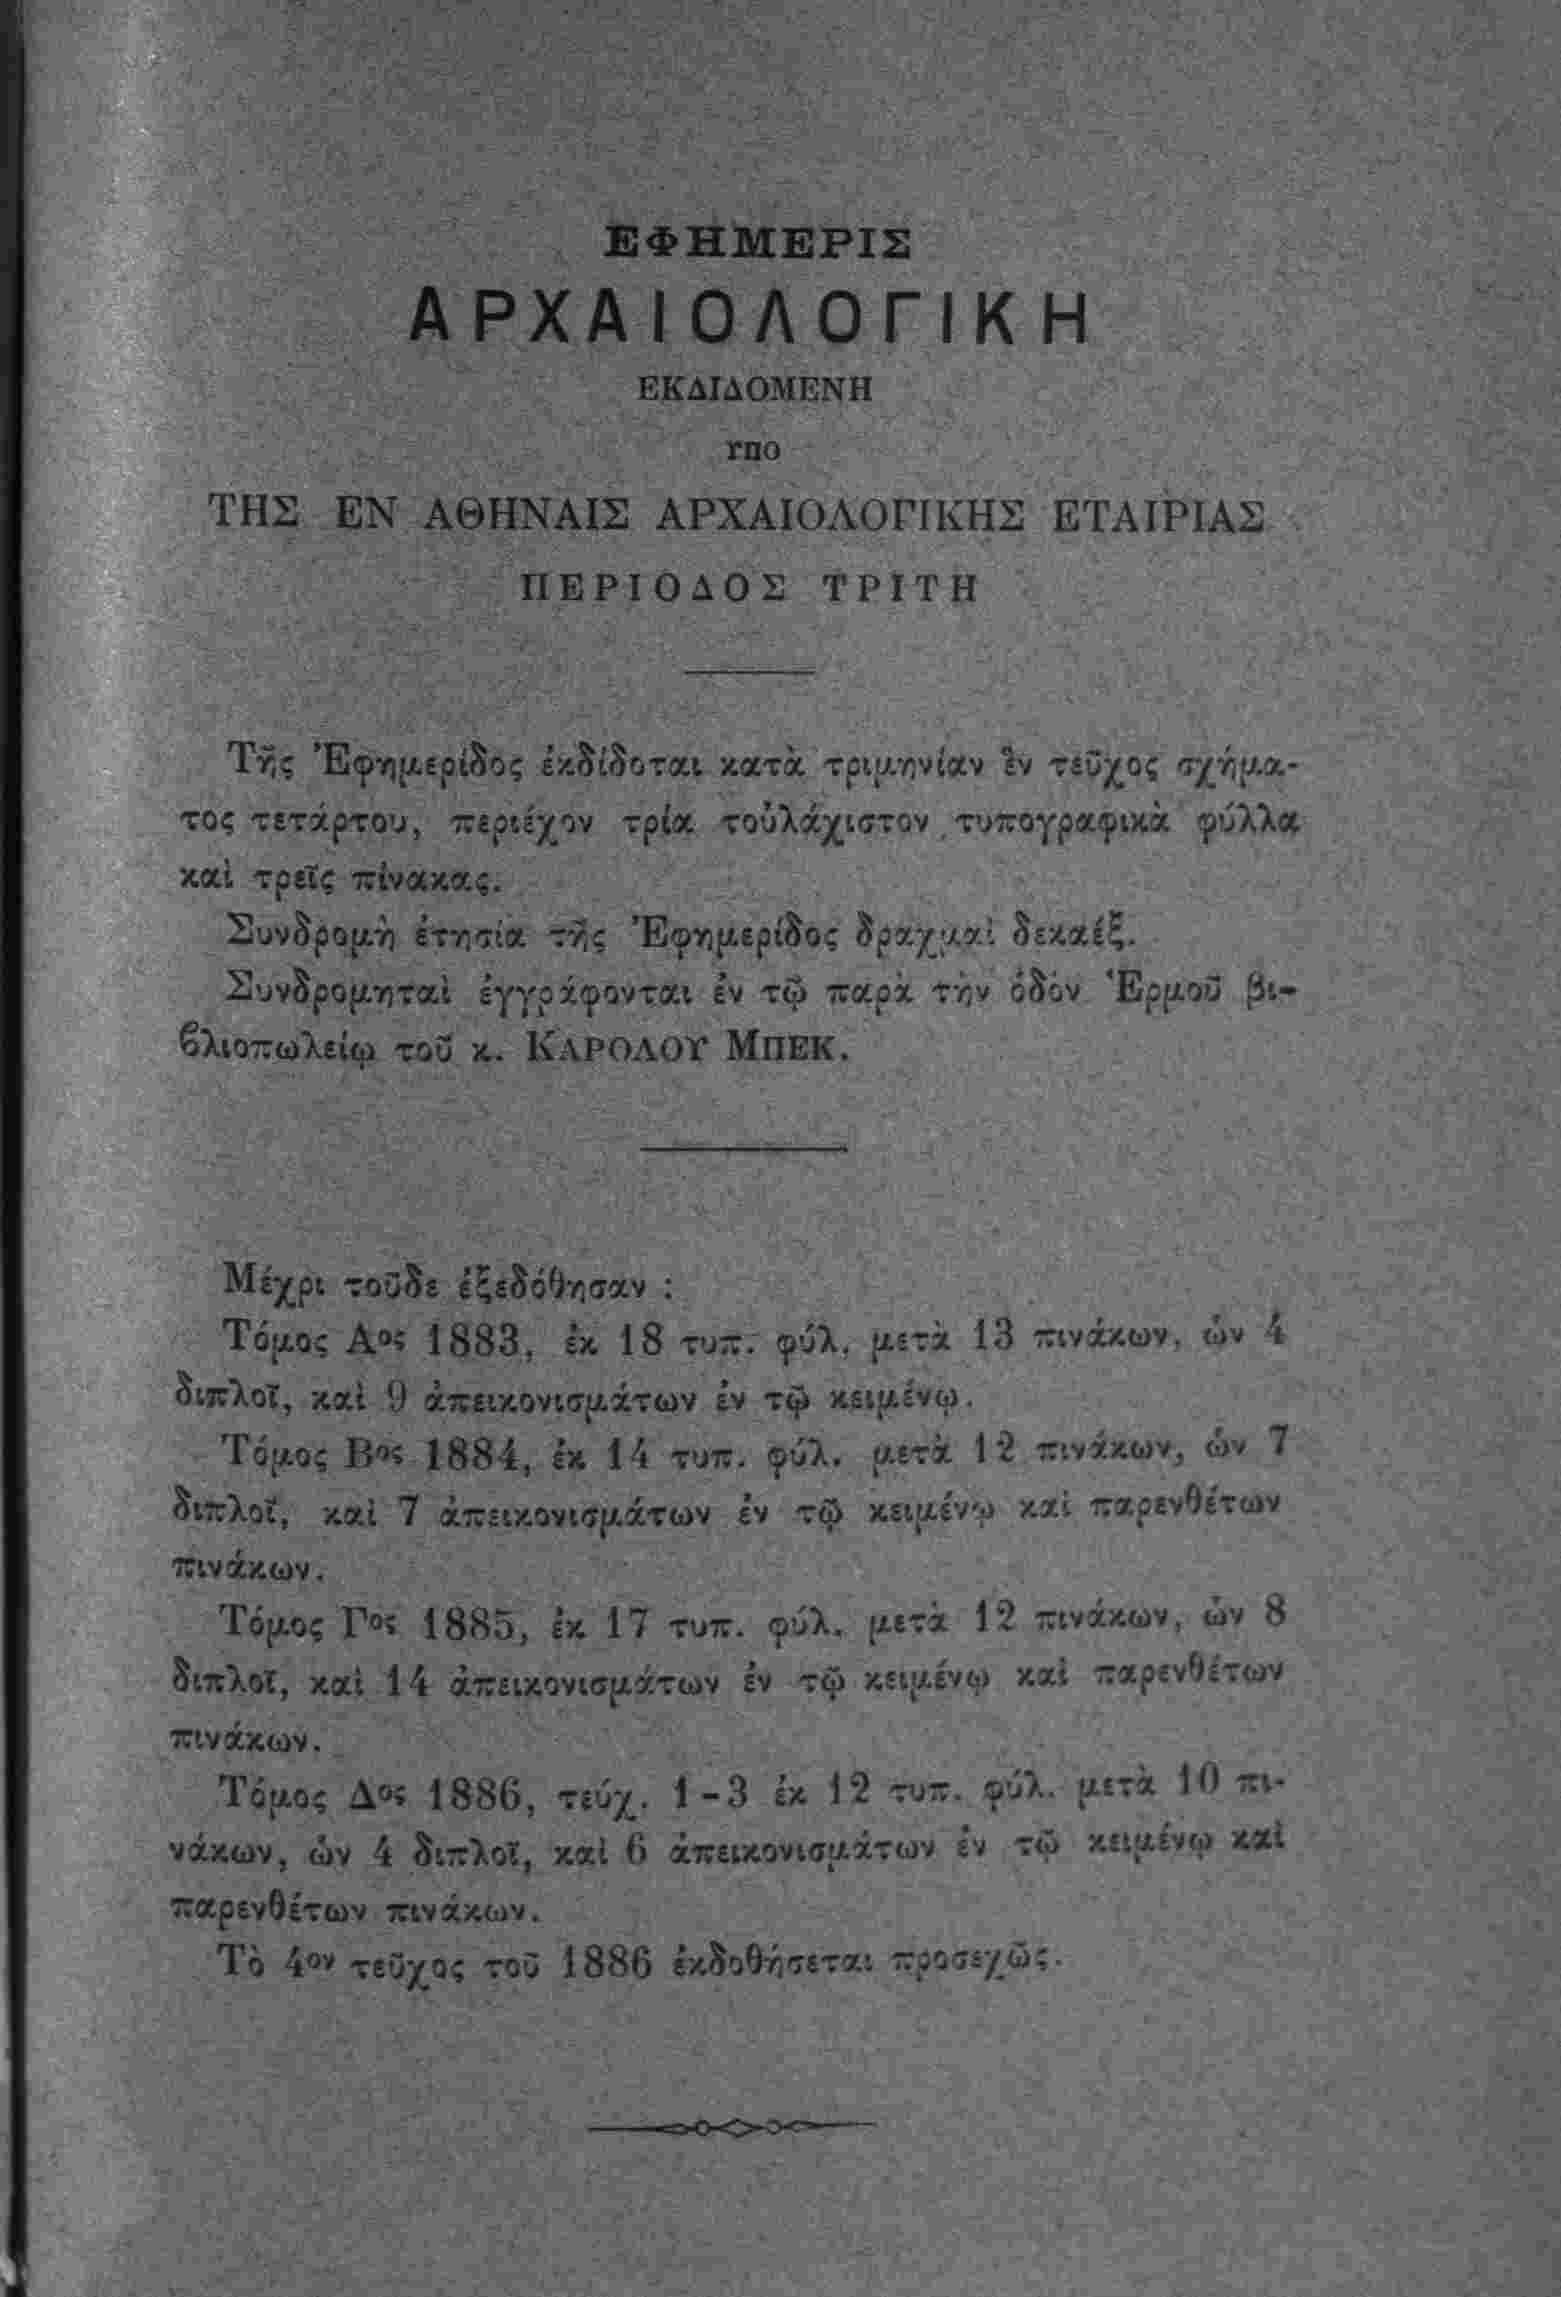 ΕΦΗΜΕΡΙΣ
ΑΡΧΑΙΟΛΟΓΙΚΗ
ΕΚΔΙΔΟΜΕΝΗ
ΥΠΟ
ΤΗΣ ΕΝ ΑΘΗΝΑΙΣ ΑΡΧΑΙΟΛΟΓΙΚΗΣ ΕΤΑΙΡΙΑΣ
ΠΕΡΙΟΔΟΣ ΤΡΙΤΗ
Τῆς Ἐφημερίδος ἐκδίδοται κατὰ τριμηνίαν ἓν τεῦχος σχήμα-
τος τετάρτου, περιέχον τρία τοὐλάχιστον τυπογραφικὰ φύλλα
καὶ τρεῖς πίνακας.
Συνδρομὴ ἐτησία τῆς Ἐφημερίδος δραχμαὶ δεκαέξ.
Συνδρομηταὶ ἐγγράφονται ἐν τῷ παρὰ τὴν ὁδὸν Ἑρμοῦ βι-
βλιοπωλείῳ τοῦ κ. ΚΑΡΟΛΟΥ ΜΠΕΚ.
Μέχρι τοῦδε ἐξεδόθησαν :
Τόμος Αος 1883, ἐκ 18 τυπ. φύλ. μετὰ 13 πινάκων, ὧν 4
διπλοῖ, καὶ 9 ἀπεικονισμάτων ἐν τῷ κειμένῳ.
Τόμος Βος 1884, ἐκ 14 τυπ. φύλ. μετὰ 12 πινάκων, ὧν 7
διπλοῖ, καὶ 7 ἀπεικονισμάτων ἐν τῷ κειμένῳ καὶ παρενθέτων
πινάκων.
Τόμος Γος 1885, ἐκ 17 τυπ. φύλ. μετὰ 12 πινάκων, ὧν 8
διπλοῖ, καὶ 14 ἀπεικονισμάτων ἐν τῷ κειμένῳ καὶ παρενθέτων
πινάκων.
Τόμος Δος 1886, τεύχ. 1-3 ἐκ 12 τυπ. φύλ. μετὰ 10 πι-
νάκων, ὧν 4 διπλοῖ, καὶ 6 ἀπεικονισμάτων ἐν τῷ κειμένῳ καὶ
παρενθέτων πινάκων.
Τὸ 4ον τεῦχος τοῦ 1886 ἐκδοθήσεται προσεχῶς.